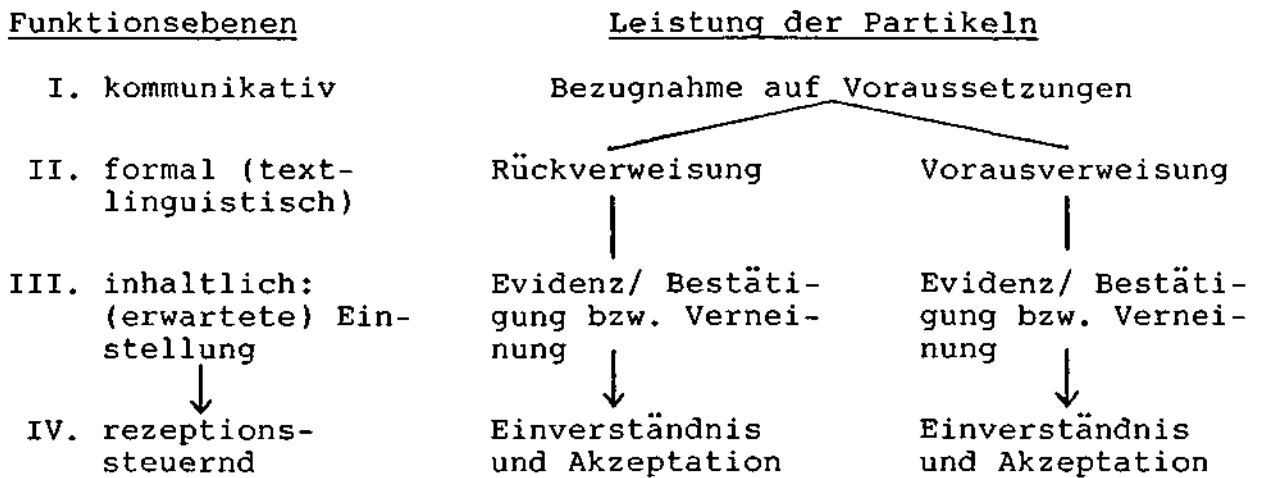 Funktionsebenen Leistung der Partikeln
I. kommunikativ Bezugnahme auf Voraussetzungen
II. formal (text- Rückverweisung Vorausverweisung
linguistisch)
III. inhaltlich: Evidenz/ Bestäti- Evidenz/ Bestäti-
(erwartete) Ein- gung bzw. Vernei- gung bzw. Vernei-
stellung nung nung
IV. rezeptions- Einverständnis Einverständnis
steuernd und Akzeptation und Akzeptation